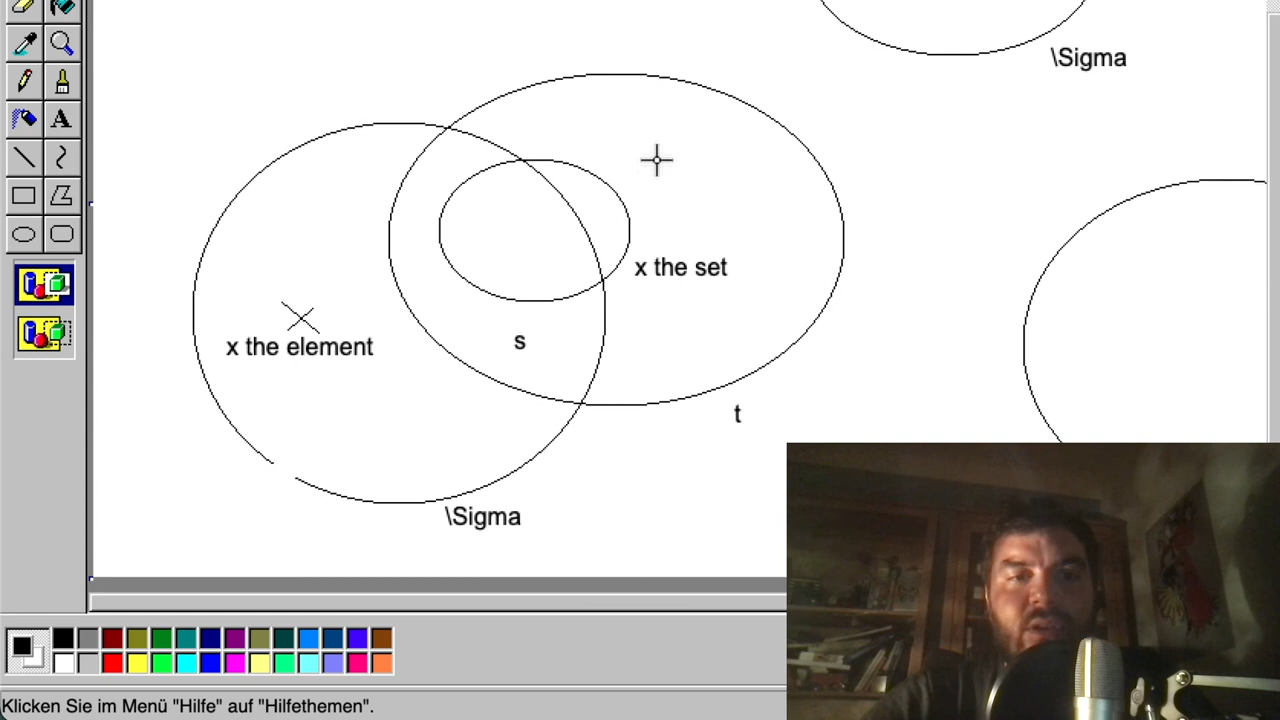 \Sigma
x the set
x the element
s
t
\Sigma
Klicken Sie im Menü "Hilfe" auf "Hilfethemen".